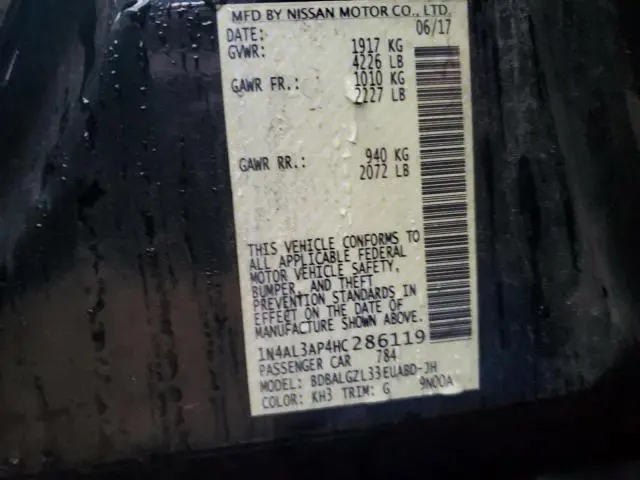 MFD BY NISSAN MOTOR CO., LTD.
DATE: 06/17
GVWR: 1917 KG
4226 LB
GAWR FR.: 1010 KG
2227 LB
GAWR RR.: 940 KG
2072 LB
THIS VEHICLE CONFORMS TO
ALL APPLICABLE FEDERAL
MOTOR VEHICLE SAFETY,
BUMPER, AND THEFT
PREVENTION STANDARDS IN
EFFECT ON THE DATE OF
MANUFACTURE SHOWN ABOVE.
1N4AL3AP4HC286119
PASSENGER CAR 784
MODEL: BDBALGZL33EUABD-JH
COLOR: KH3 TRIM: G 9N00A